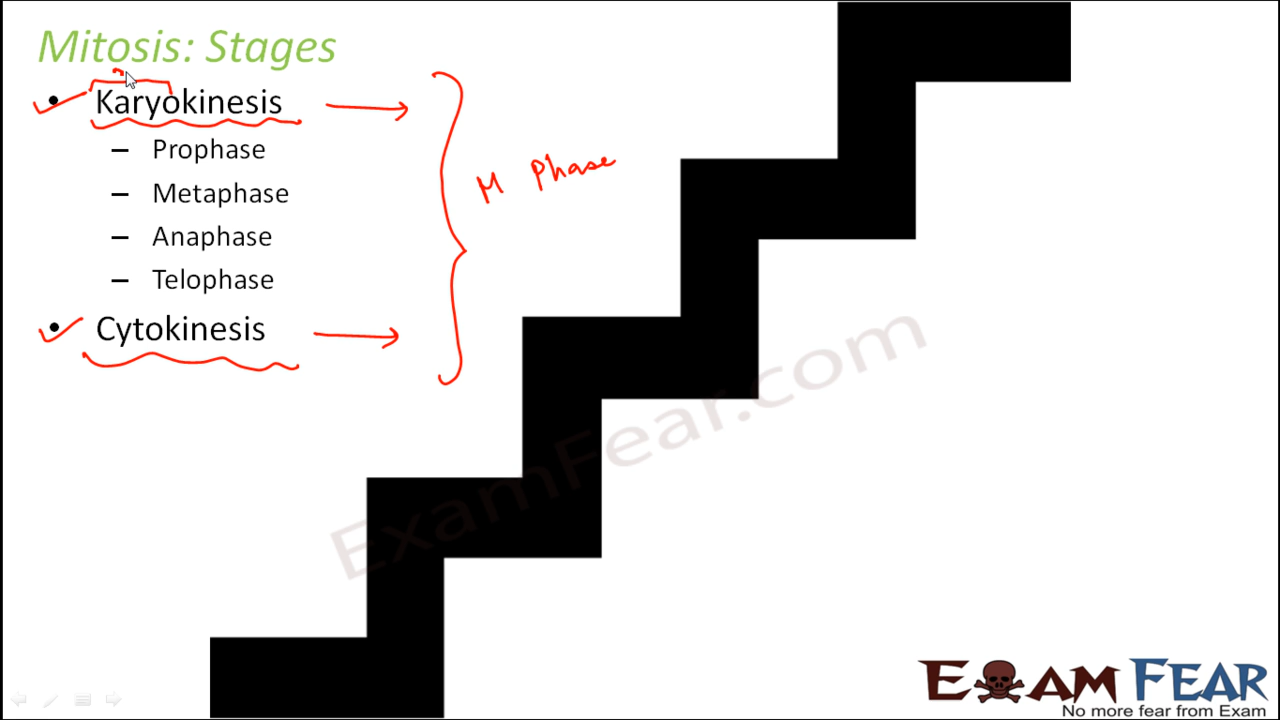 Mitosis: Stages
• Karyokinesis
– Prophase
– Metaphase
– Anaphase
– Telophase
• Cytokinesis
M Phase
ExamFear.com
EXAM FEAR
No more fear from Exam